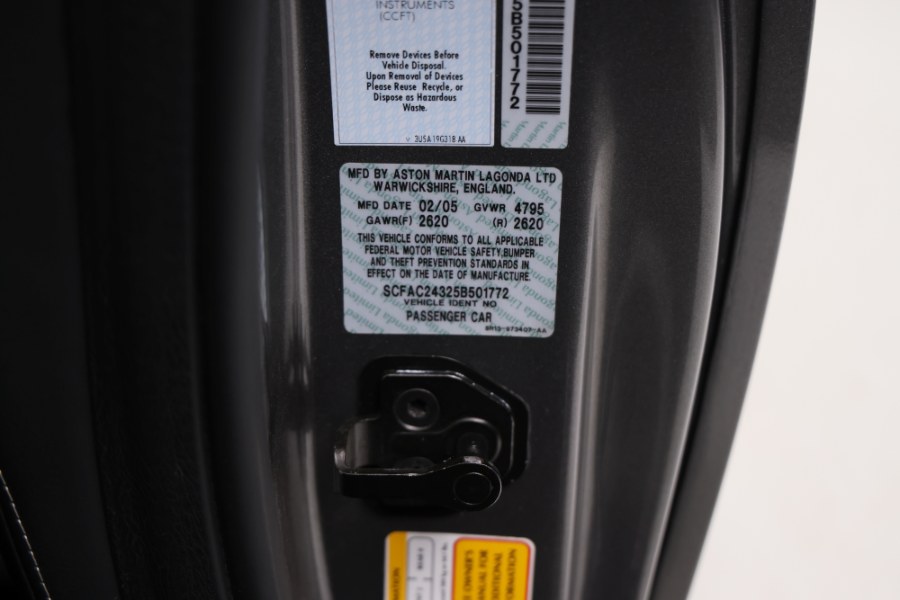 INSTRUMENTS
(CCFT)
Remove Devices Before
Vehicle Disposal.
Upon Removal of Devices
Please Reuse Recycle, or
Dispose as Hazardous
Waste.
3USA 19G318 AA
5B501772
MFD BY ASTON MARTIN LAGONDA LTD
WARWICKSHIRE, ENGLAND.
MFD DATE 02/05 GVWR 4795
GAWR(F) 2620 (R) 2620
THIS VEHICLE CONFORMS TO ALL APPLICABLE
FEDERAL MOTOR VEHICLE SAFETY,BUMPER
AND THEFT PREVENTION STANDARDS IN
EFFECT ON THE DATE OF MANUFACTURE.
SCFAC24325B501772
VEHICLE IDENT NO
PASSENGER CAR